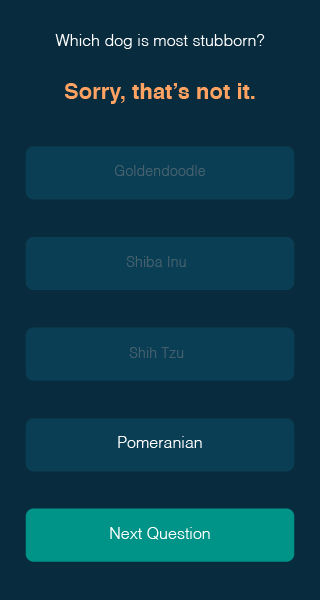 Which dog is most stubborn?
Sorry, that’s not it.
Goldendoodle
Shiba Inu
Shih Tzu
Pomeranian
Next Question